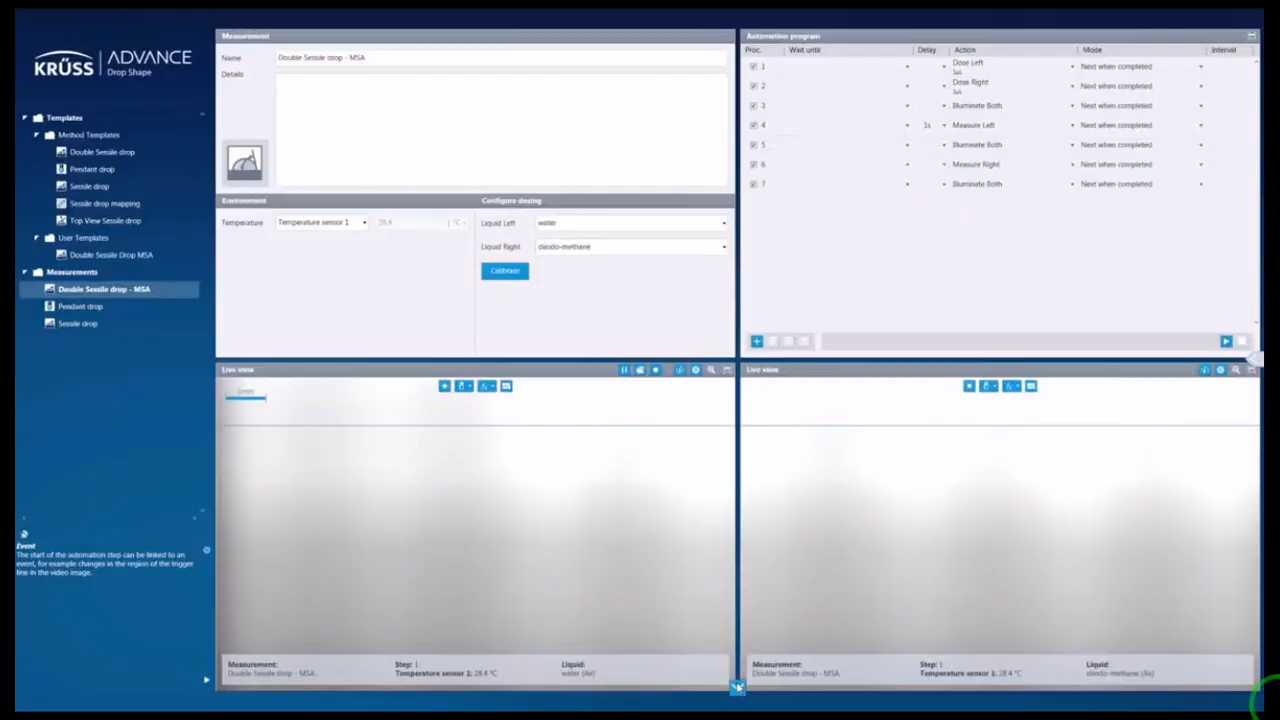 KRÜSS ADVANCE
Drop Shape
Templates
Method Templates
Double Sessile drop
Pendant drop
Sessile drop
Sessile drop mapping
Top View Sessile drop
User Templates
Double Sessile Drop MSA
Measurements
Double Sessile drop - MSA
Pendant drop
Sessile drop
Event
The start of the automation step can be linked to an
event, for example changes in the region of the trigger
line in the video image.
Measurement
Name Double Sessile drop - MSA
Details
Environment
Temperature Temperature sensor 1 28.4 °C
Configure dosing
Liquid Left water
Liquid Right diiodo-methane
Calibrate
Automation program
Proc. Wait until Delay Action Mode Interval
1 Dose Left Next when completed
2 Dose Right Next when completed
3 Illuminate Both Next when completed
4 1s Measure Left Next when completed
5 Illuminate Both Next when completed
6 Measure Right Next when completed
7 Illuminate Both Next when completed
Live view
Measurement: Step: 1 Liquid:
Double Sessile drop - MSA Temperature sensor 1: 28.4 °C water (Air)
Live view
Measurement: Step: 1 Liquid:
Double Sessile drop - MSA Temperature sensor 1: 28.4 °C diiodo-methane (Air)